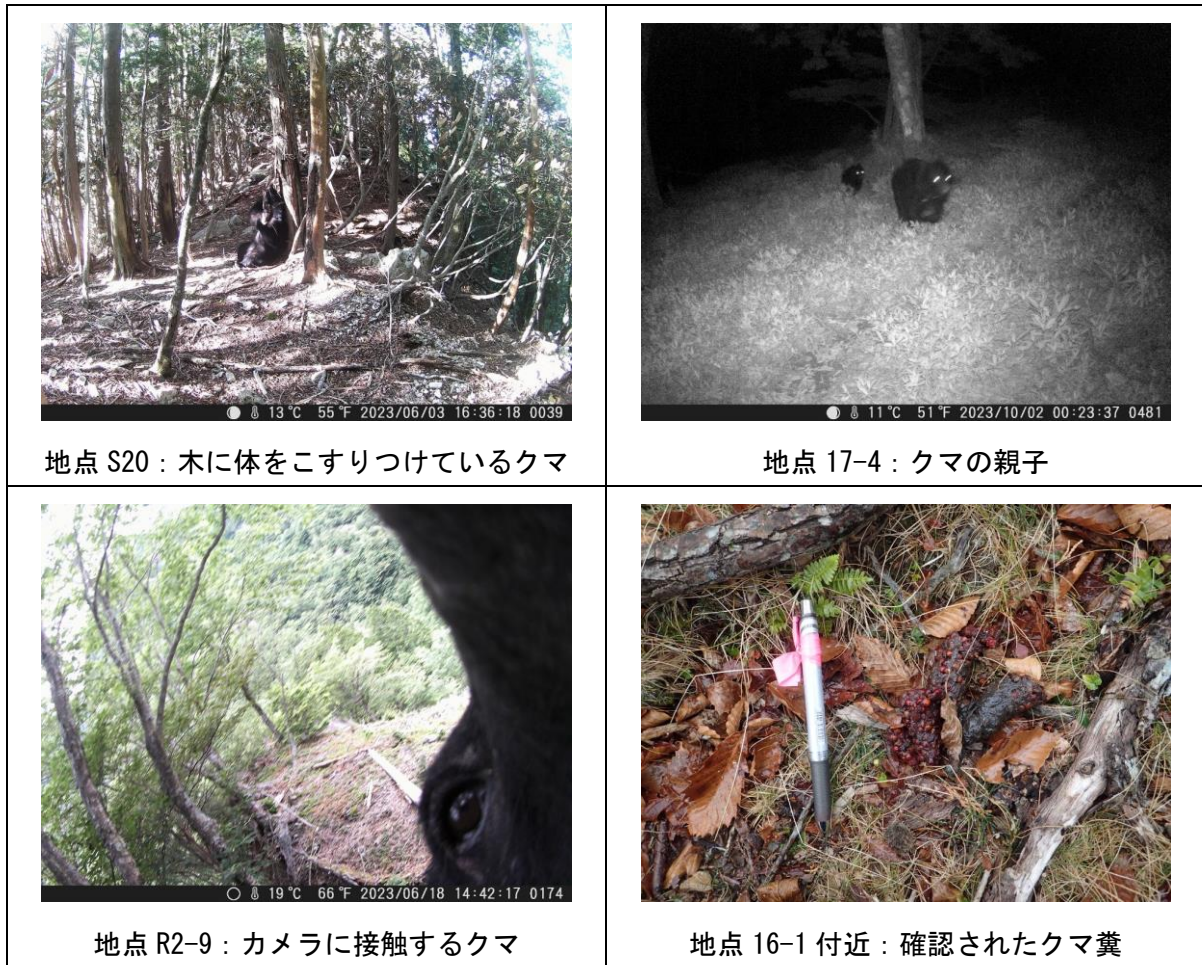 13℃ 55℉ 2023/06/03 16:36:18 0039
11℃ 51℉ 2023/10/02 00:23:37 0481
地点 S20：木に体をこすりつけているクマ
地点 17-4：クマの親子
19℃ 66℉ 2023/06/18 14:42:17 0174
地点 R2-9：カメラに接触するクマ
地点 16-1 付近：確認されたクマ糞